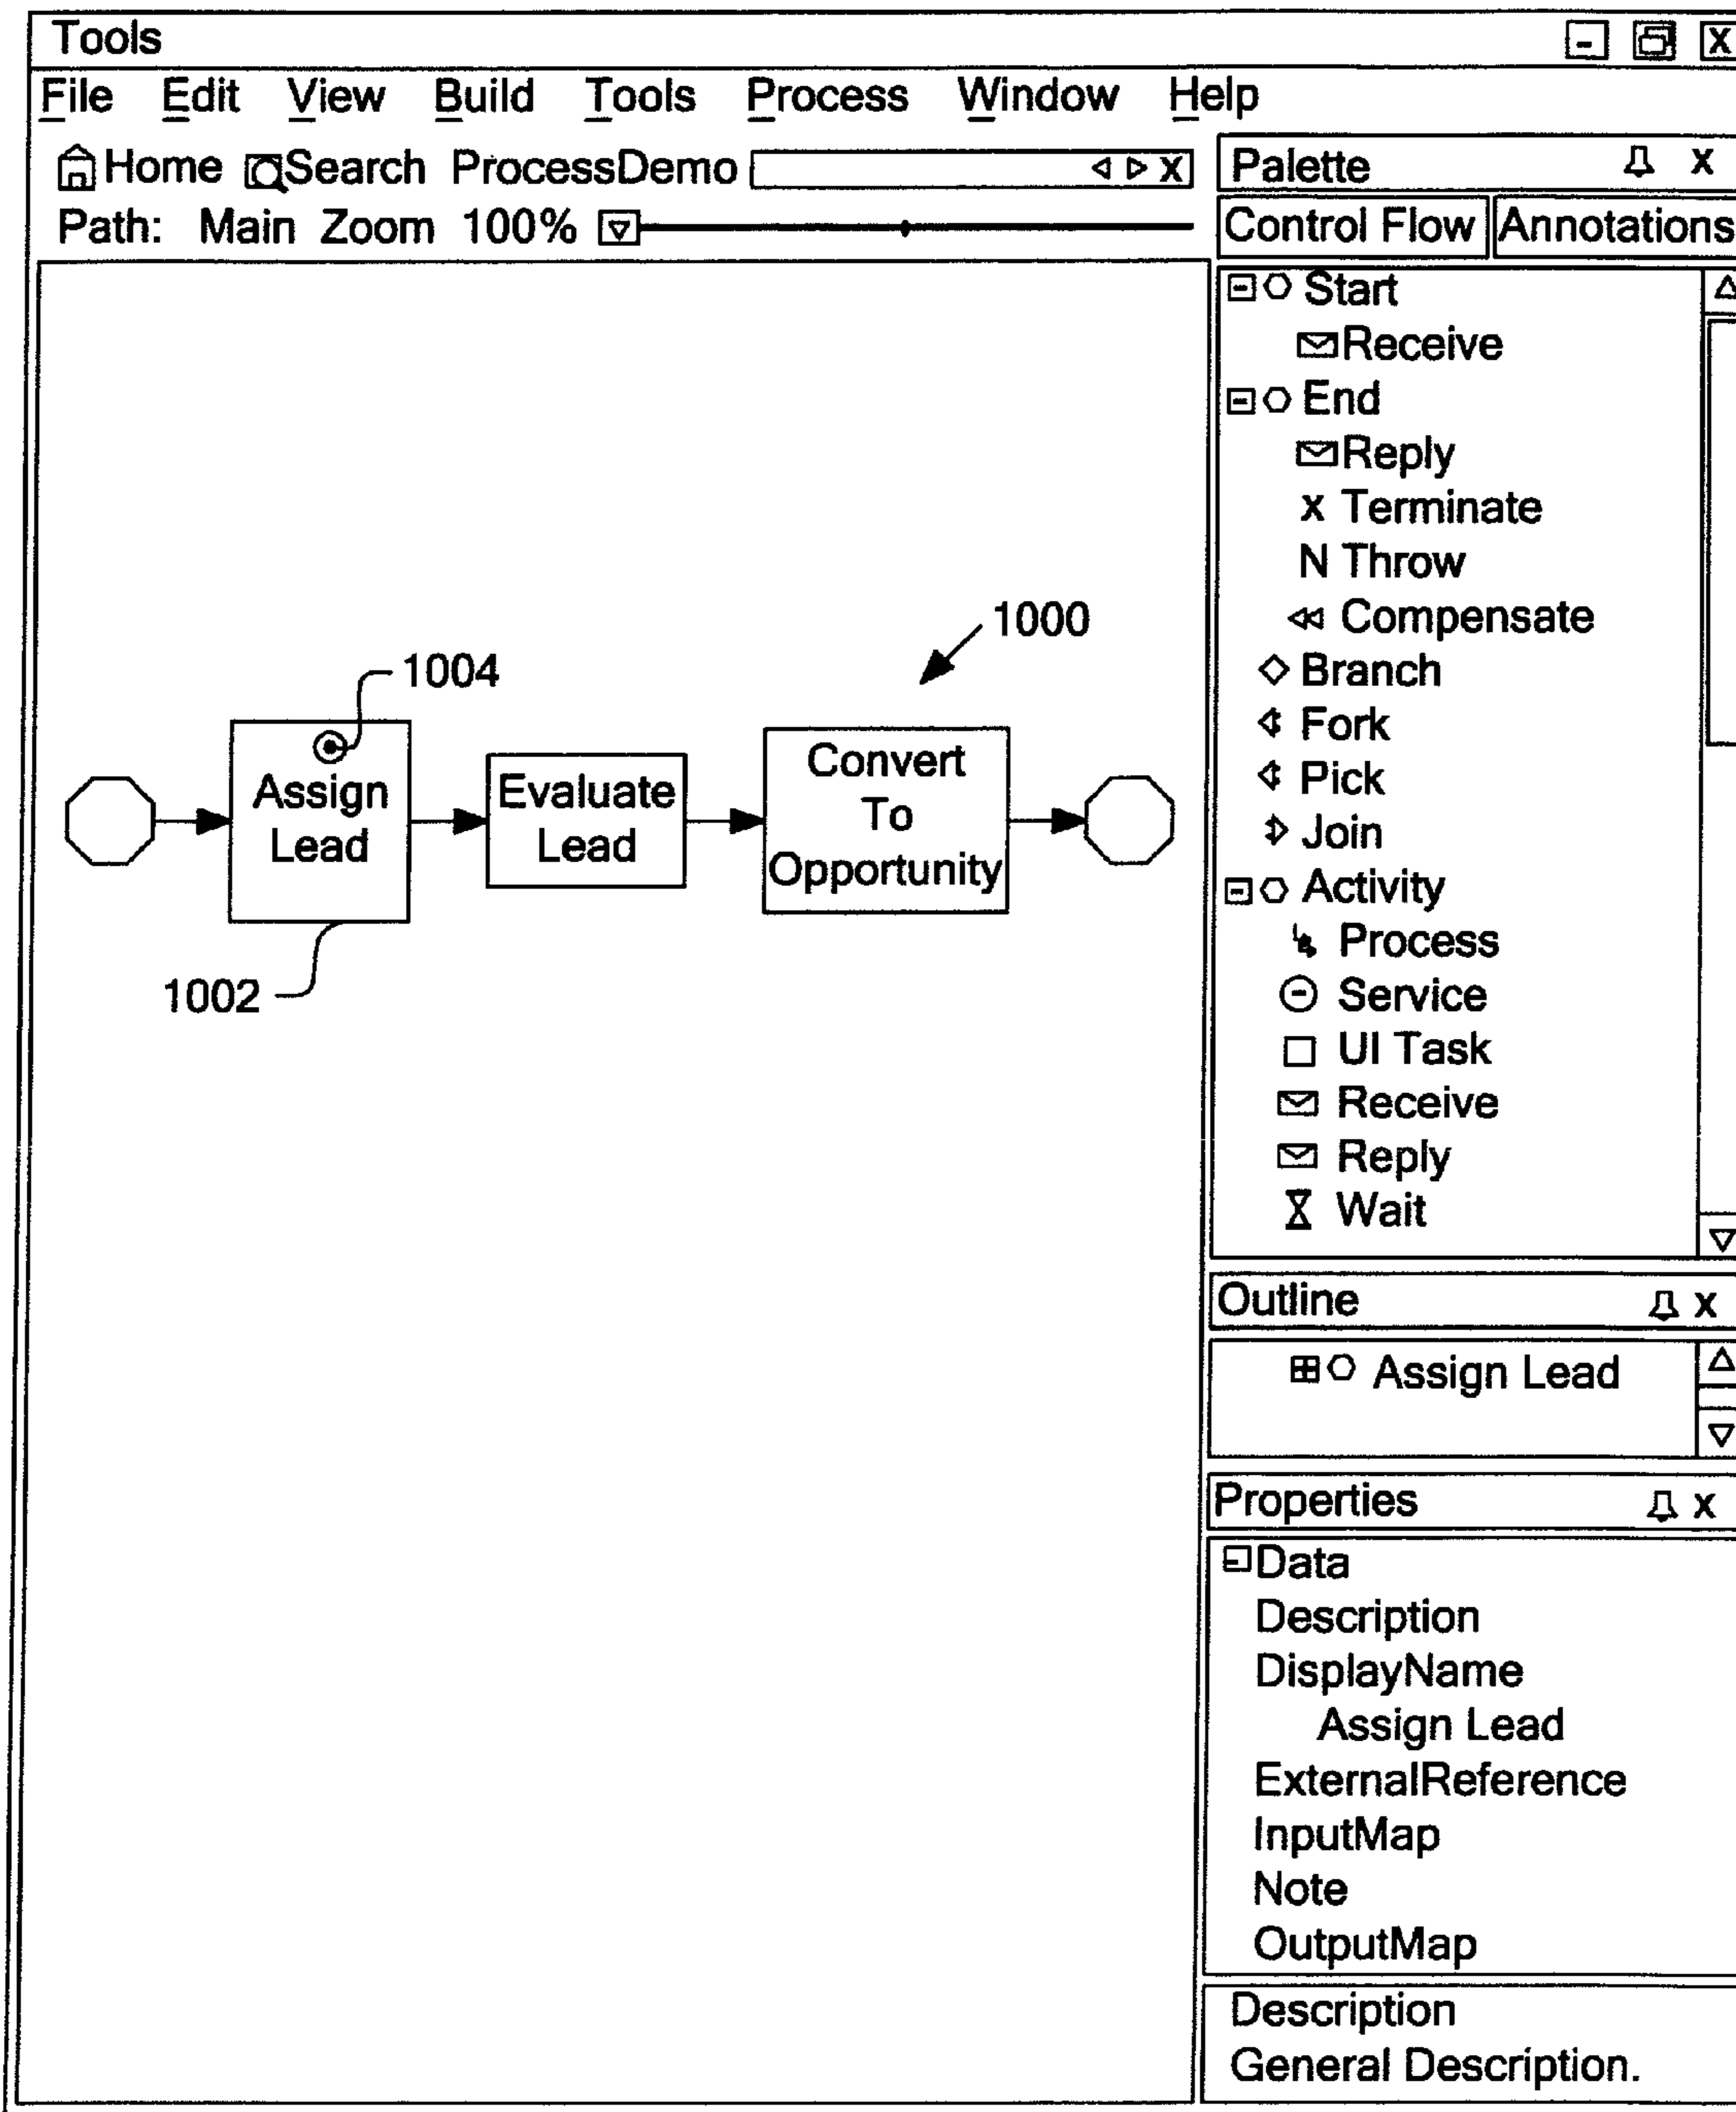 Tools
File Edit View Build Tools Process Window Help
Home Search ProcessDemo
Path: Main Zoom 100%
1000
1004
Assign
Lead
Evaluate
Lead
Convert
To
Opportunity
1002
Palette X
Control Flow Annotations
Start
Receive
End
Reply
x Terminate
N Throw
Compensate
Branch
Fork
Pick
Join
Activity
Process
Service
UI Task
Receive
Reply
Wait
Outline X
Assign Lead
Properties X
Data
Description
DisplayName
Assign Lead
ExternalReference
InputMap
Note
OutputMap
Description
General Description.